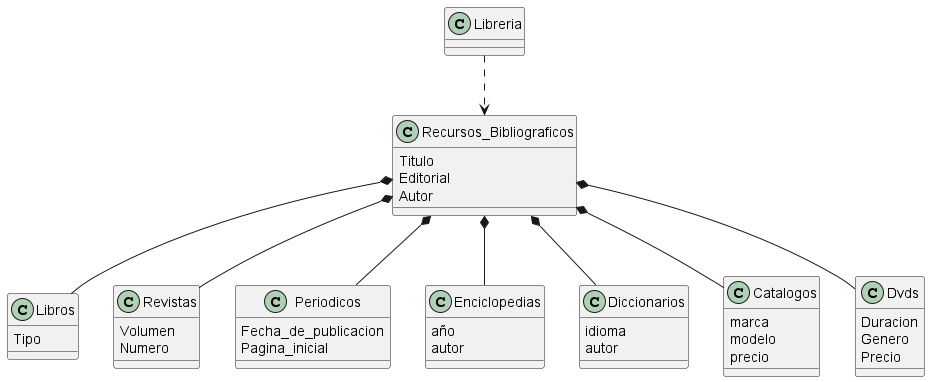 C Libreria
C Recursos_Bibliograficos
Titulo
Editorial
Autor
C Libros
Tipo
C Revistas
Volumen
Numero
C Periodicos
Fecha_de_publicacion
Pagina_inicial
C Enciclopedias
año
autor
C Diccionarios
idioma
autor
C Catalogos
marca
modelo
precio
C Dvds
Duracion
Genero
Precio